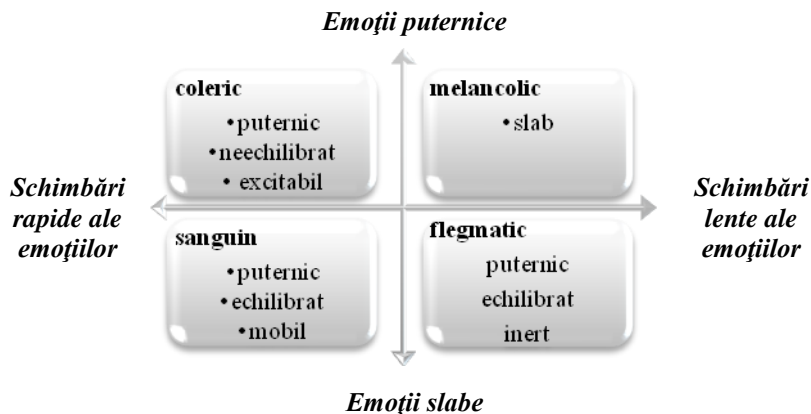 Emoţii puternice
coleric
•puternic
•neechilibrat
• excitabil
melancolic
•slab
Schimbări
rapide ale
emoţiilor
Schimbări
lente ale
emoţiilor
sanguin
•puternic
•echilibrat
•mobil
flegmatic
puternic
echilibrat
inert
Emoţii slabe